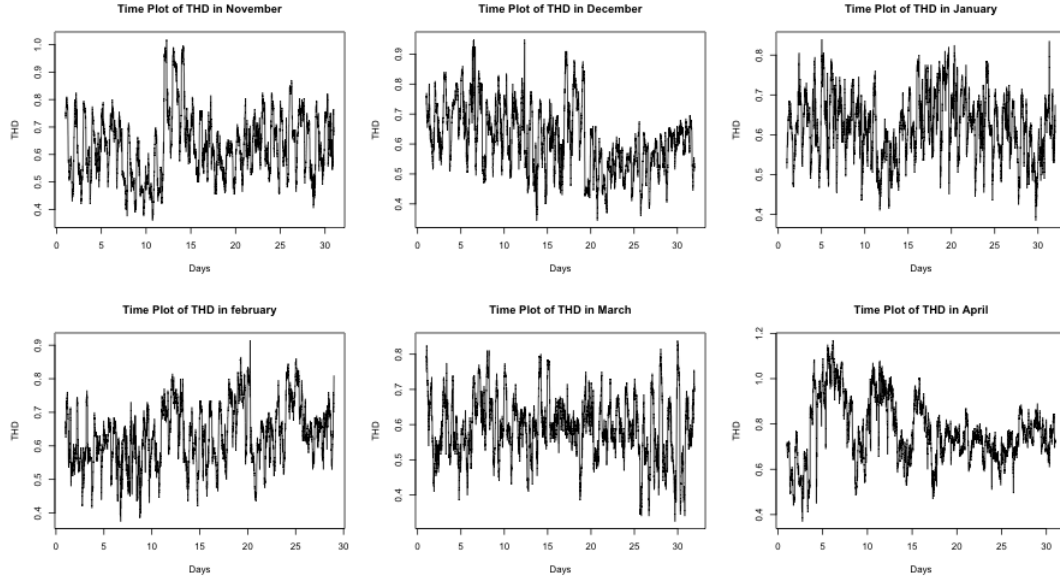 Time Plot of THD in November
THD
1.0
0.9
0.8
0.7
0.6
0.5
0.4
0 5 10 15 20 25 30
Days
Time Plot of THD in December
THD
0.9
0.8
0.7
0.6
0.5
0.4
0 5 10 15 20 25 30
Days
Time Plot of THD in January
THD
0.8
0.7
0.6
0.5
0.4
0 5 10 15 20 25 30
Days
Time Plot of THD in february
THD
0.9
0.8
0.7
0.6
0.5
0.4
0 5 10 15 20 25 30
Days
Time Plot of THD in March
THD
0.8
0.7
0.6
0.5
0.4
0 5 10 15 20 25 30
Days
Time Plot of THD in April
THD
1.2
1.0
0.8
0.6
0.4
0 5 10 15 20 25 30
Days